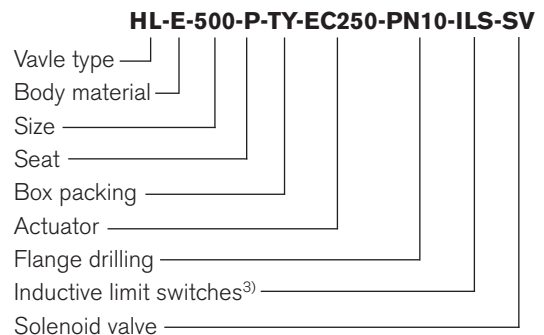 HL-E-500-P-TY-EC250-PN10-ILS-SV
Vavle type
Body material
Size
Seat
Box packing
Actuator
Flange drilling
Inductive limit switches3)
Solenoid valve